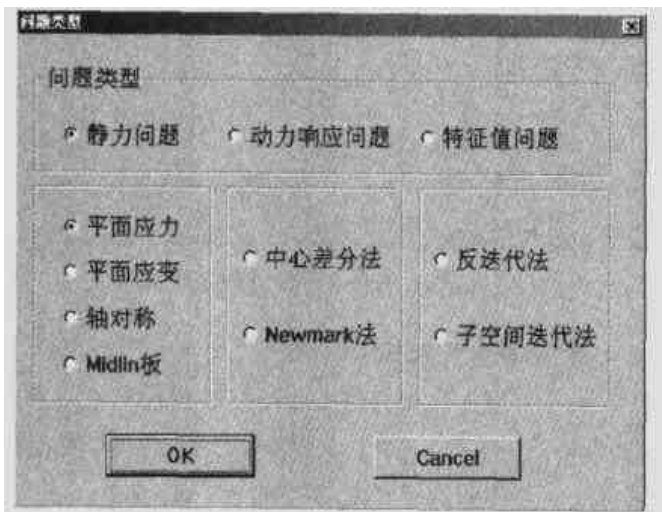 问题类型
问题类型
静力问题 动力响应问题 特征值问题
平面应力
平面应变
轴对称
Midlin板
中心差分法
Newmark法
反迭代法
子空间迭代法
OK Cancel